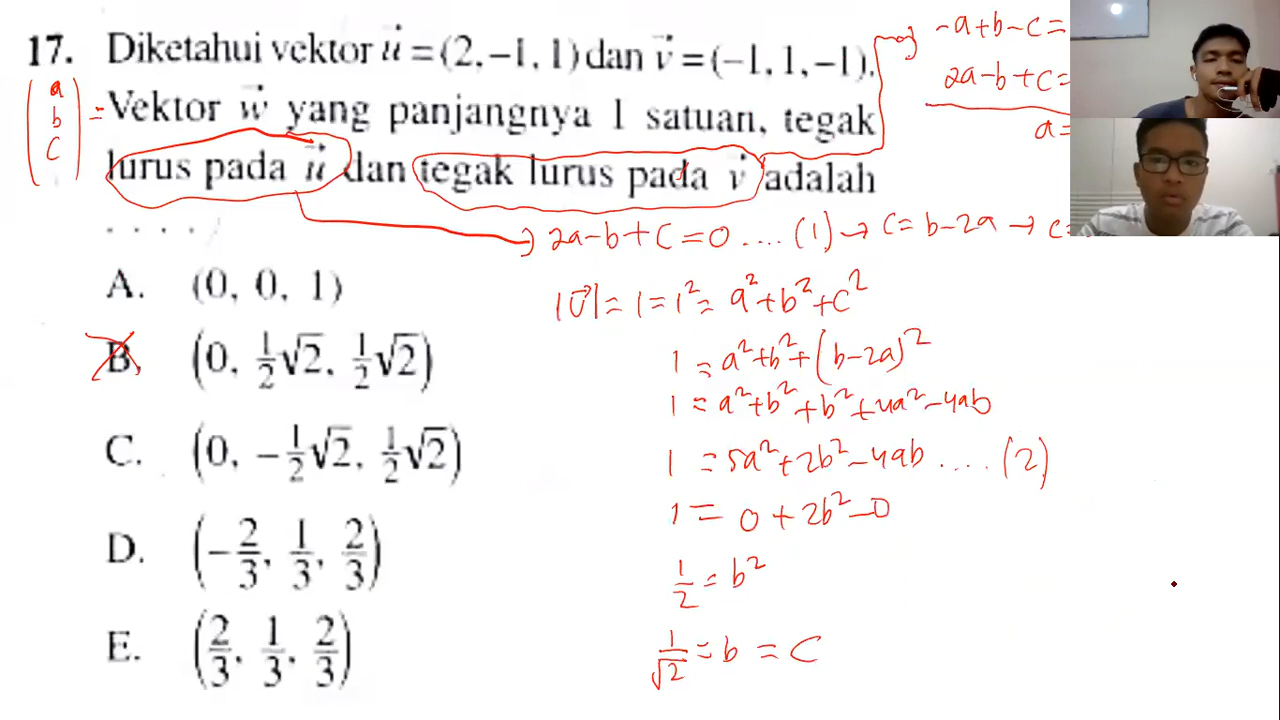 17. Diketahui vektor u⃗ = (2, −1, 1) dan v⃗ = (−1, 1, −1).
Vektor w⃗ yang panjangnya 1 satuan, tegak
lurus pada u⃗ dan tegak lurus pada v⃗ adalah
. . . .
A. (0, 0, 1)
B. (0, 1/2√2, 1/2√2)
C. (0, −1/2√2, 1/2√2)
D. (−2/3, 1/3, 2/3)
E. (2/3, 1/3, 2/3)
a
b
c
=
−a+b−c=
2a−b+c=
a=
2a−b+c=0 .... (1) → c=b−2a → c=
|v⃗|=1=1²=a²+b²+c²
1=a²+b²+(b−2a)²
1=a²+b²+b²+4a²−4ab
1=5a²+2b²−4ab .... (2)
1=0+2b²−0
1/2=b²
1/√2=b=c